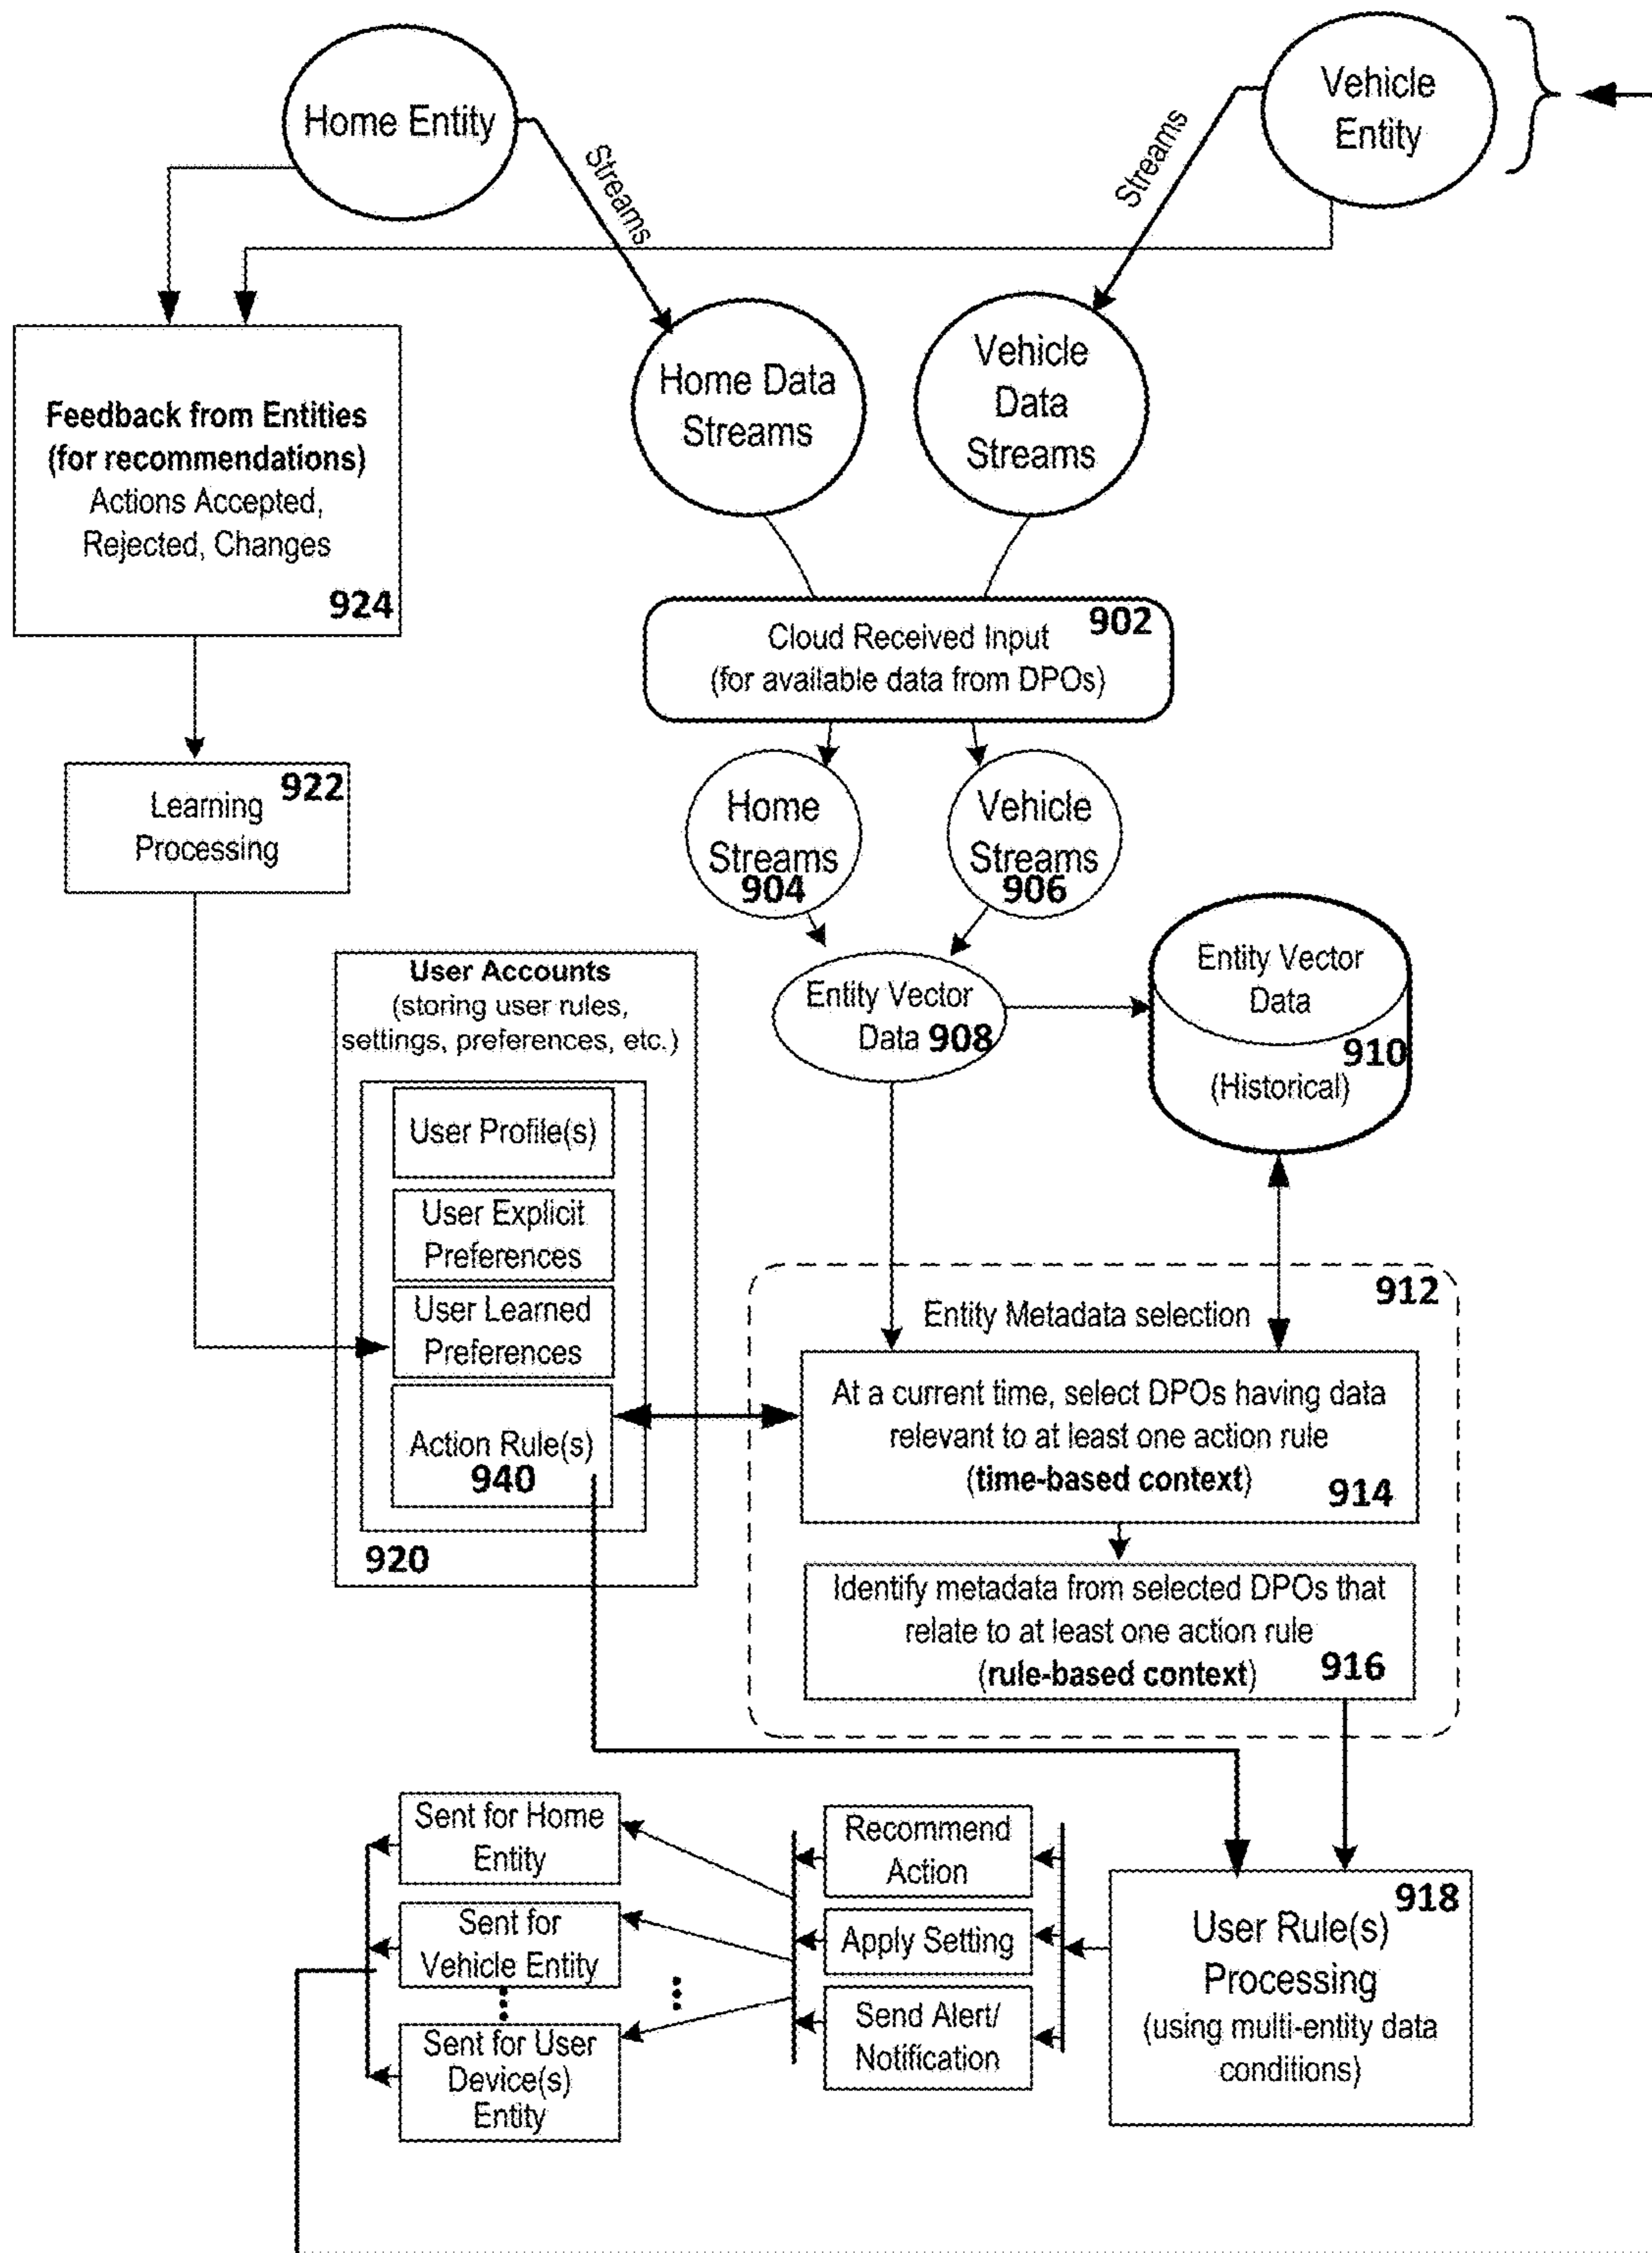 Home Entity
Vehicle
Entity
Streams
Streams
Home Data
Streams
Vehicle
Data
Streams
Feedback from Entities
(for recommendations)
Actions Accepted,
Rejected, Changes
924
902
Cloud Received Input
(for available data from DPOs)
922
Learning
Processing
Home
Streams
904
Vehicle
Streams
906
User Accounts
(storing user rules,
settings, preferences, etc.)
Entity Vector
Data 908
Entity Vector
Data
910
(Historical)
User Profile(s)
User Explicit
Preferences
User Learned
Preferences
Action Rule(s)
940
920
912
Entity Metadata selection
At a current time, select DPOs having data
relevant to at least one action rule
(time-based context)
914
Identify metadata from selected DPOs that
relate to at least one action rule
(rule-based context)
916
Sent for Home
Entity
Sent for
Vehicle Entity
Sent for User
Device(s)
Entity
Recommend
Action
Apply Setting
Send Alert/
Notification
918
User Rule(s)
Processing
(using multi-entity data
conditions)